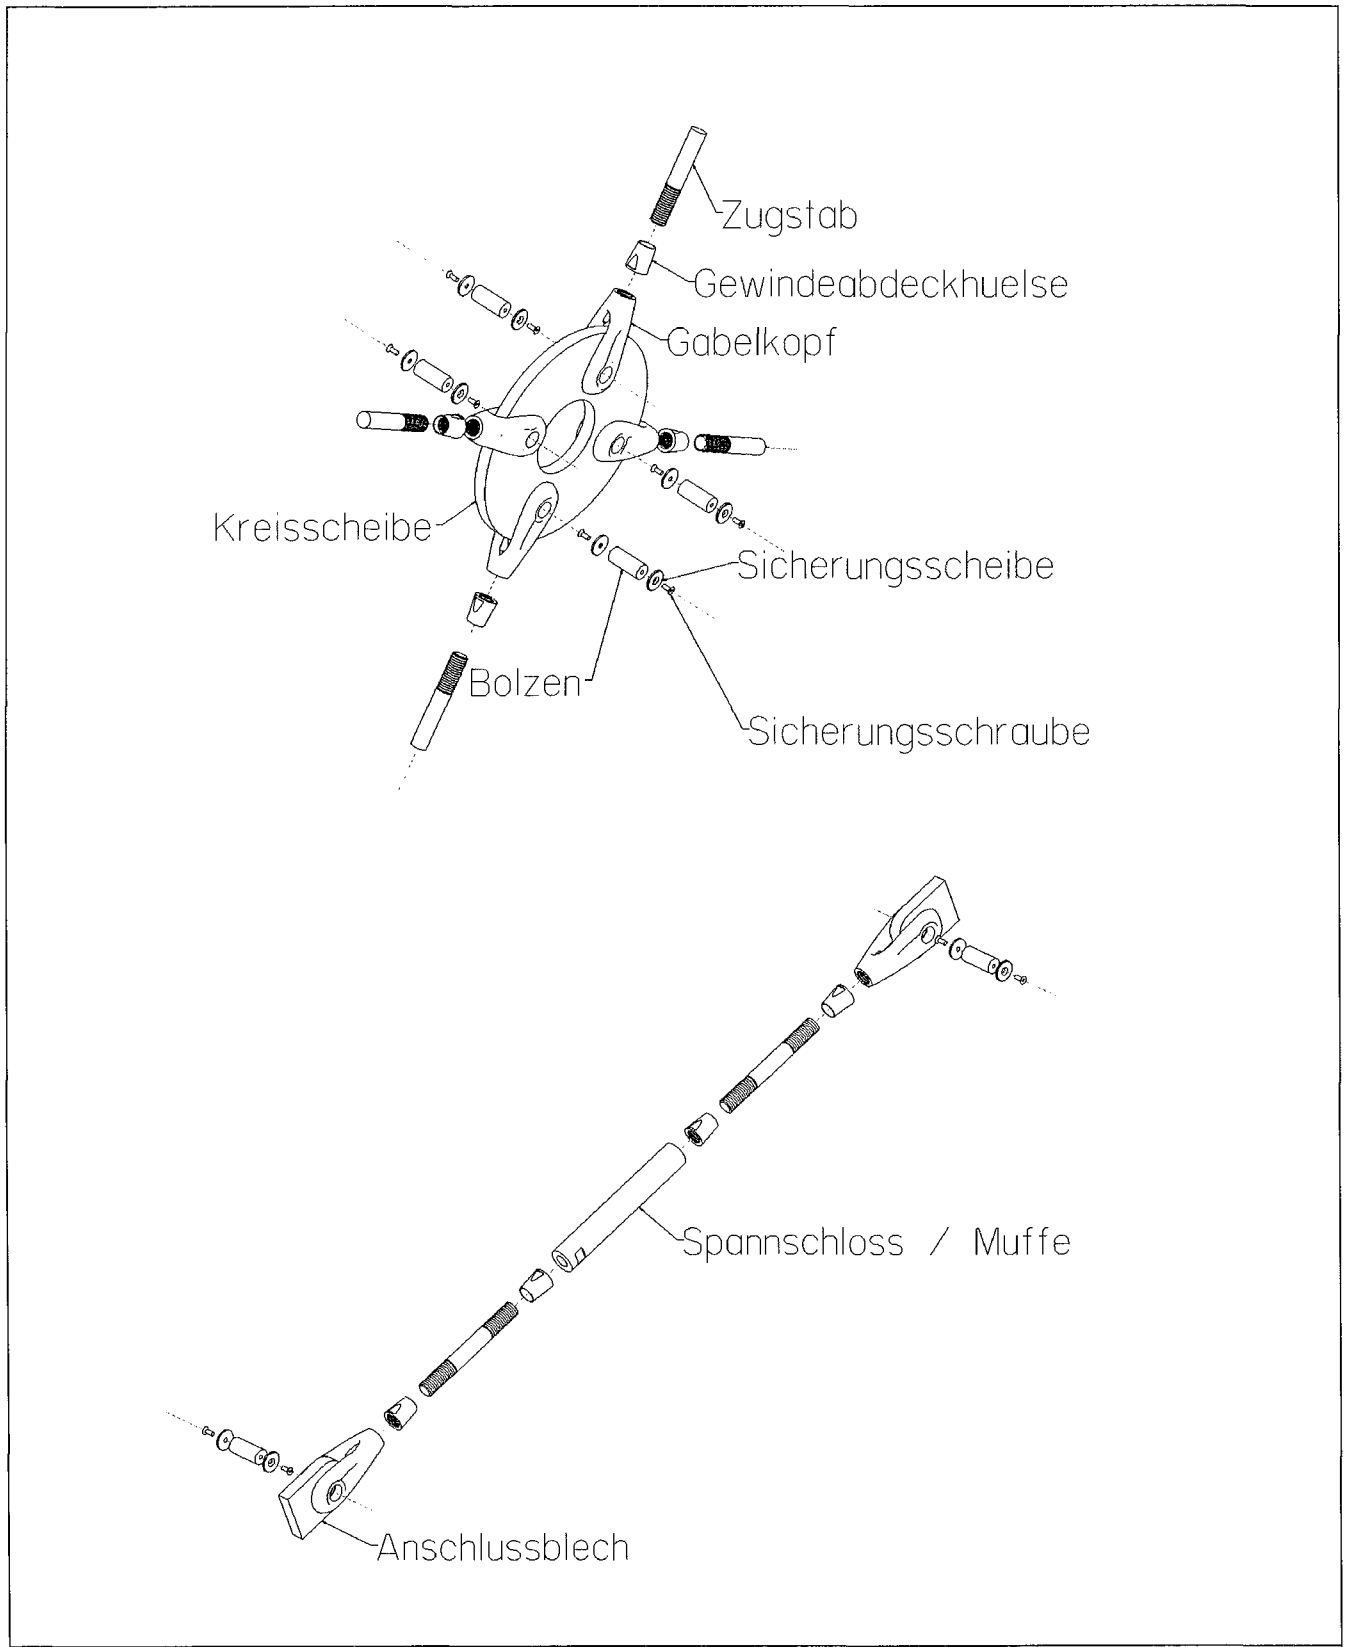 Zugstab
Gewindeabdeckhuelse
Gabelkopf
Kreisscheibe
Sicherungsscheibe
Bolzen
Sicherungsschraube
Spannschloss / Muffe
Anschlussblech